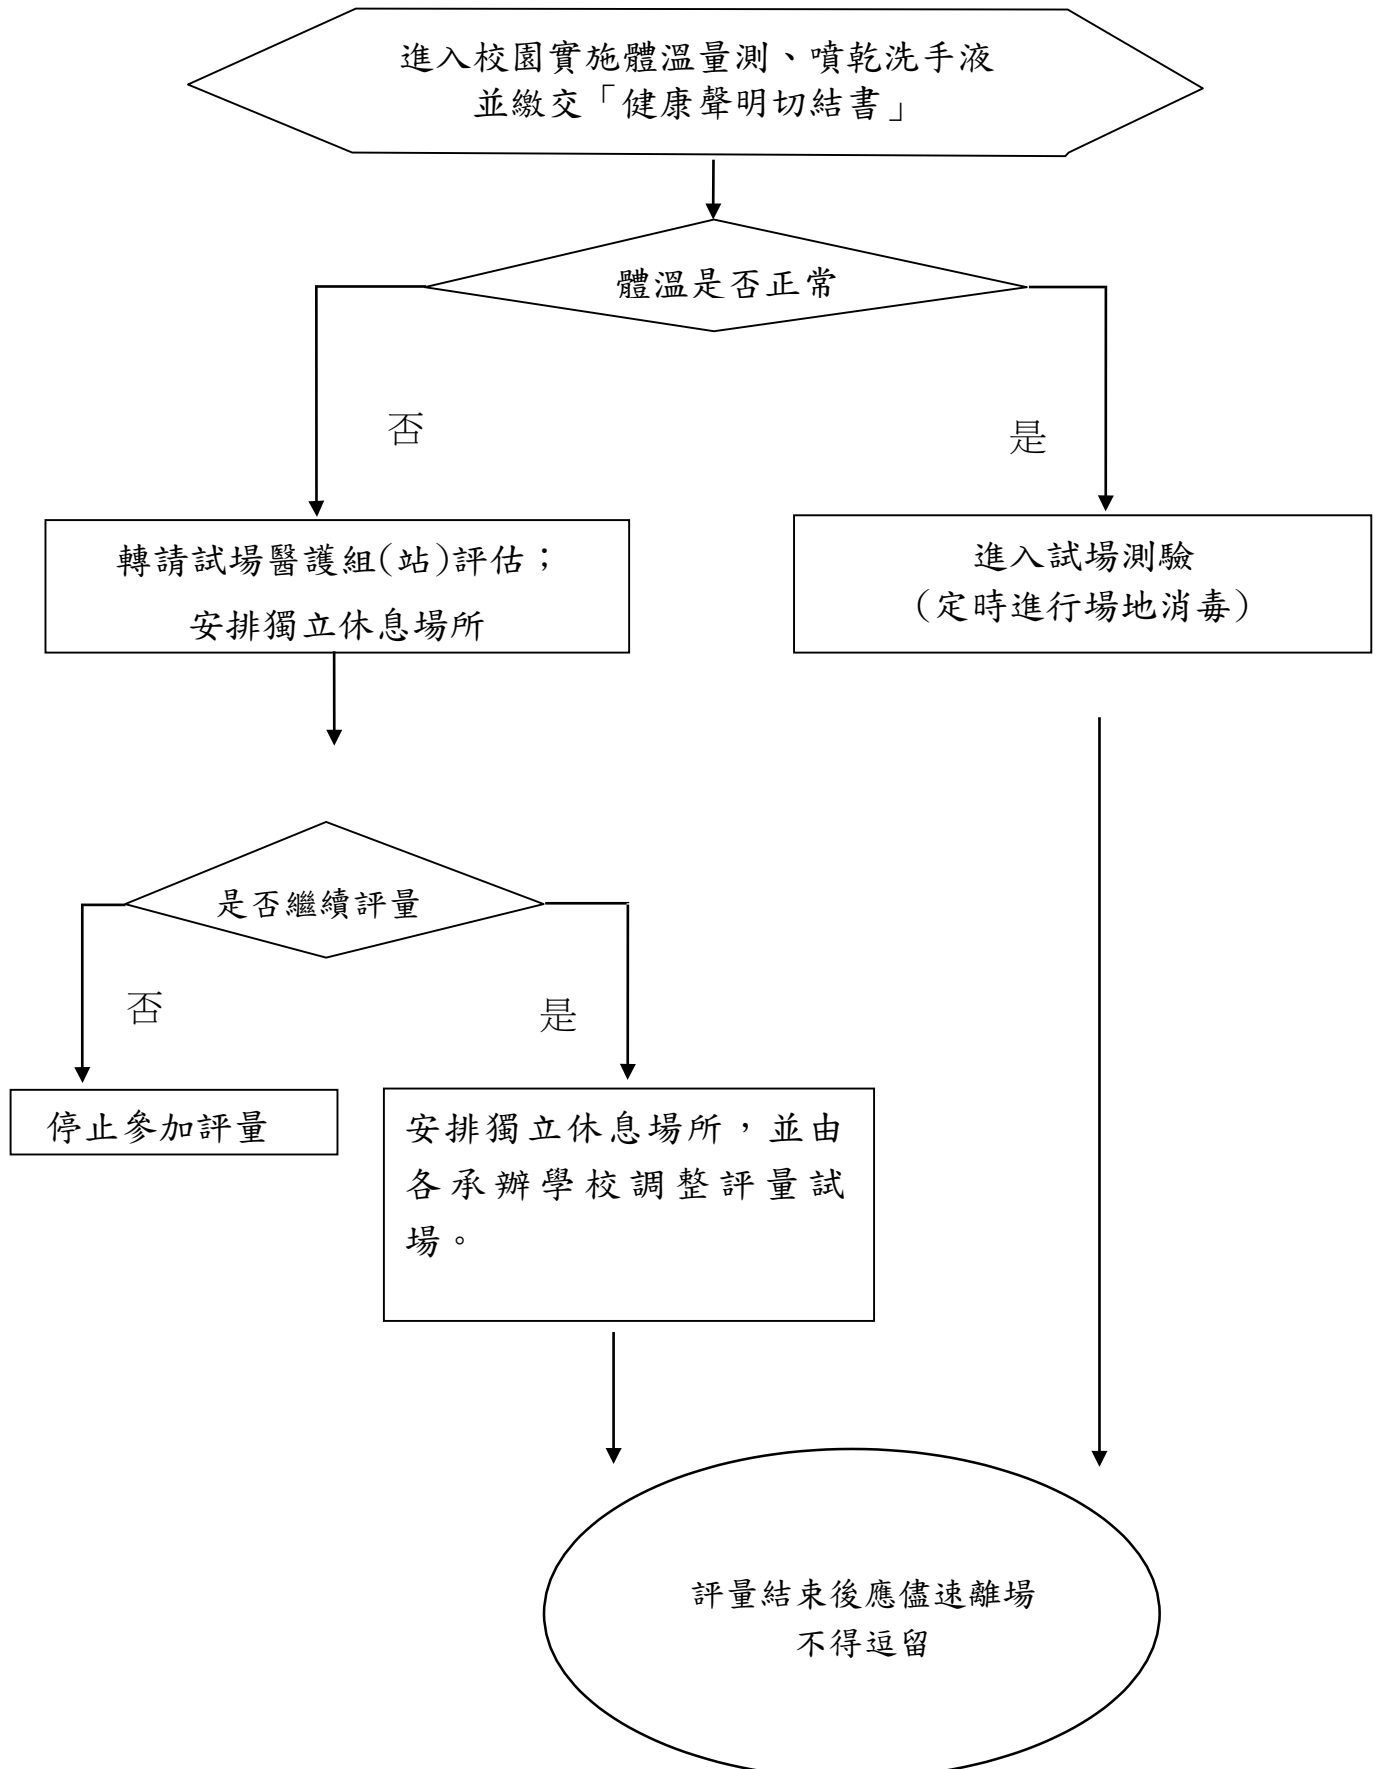 進入校園實施體溫量測、噴乾洗手液
並繳交「健康聲明切結書」
體溫是否正常
否
是
轉請試場醫護組(站)評估；
安排獨立休息場所
進入試場測驗
(定時進行場地消毒)
是否繼續評量
否
是
停止參加評量
安排獨立休息場所，並由
各承辦學校調整評量試
場。
評量結束後應儘速離場
不得逗留